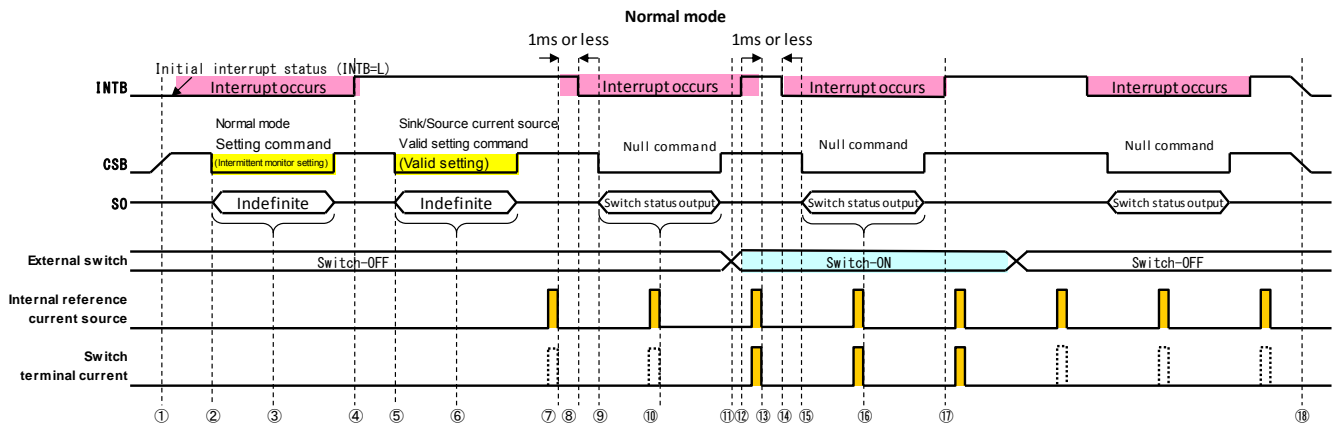 Normal mode
1ms or less
1ms or less
Initial interrupt status (INTB=L)
INTB
Interrupt occurs
Interrupt occurs
Interrupt occurs
Interrupt occurs
Normal mode
Setting command
(Intermittent monitor setting)
Sink/Source current source
Valid setting command
(Valid setting)
Null command
Null command
Null command
CSB
SO
Indefinite
Indefinite
Switch status output
Switch status output
Switch status output
External switch
Switch-OFF
Switch-ON
Switch-OFF
Internal reference
current source
Switch
terminal current
① ② ③ ④ ⑤ ⑥ ⑦ ⑧ ⑨ ⑩ ⑪ ⑫ ⑬ ⑭ ⑮ ⑯ ⑰ ⑱